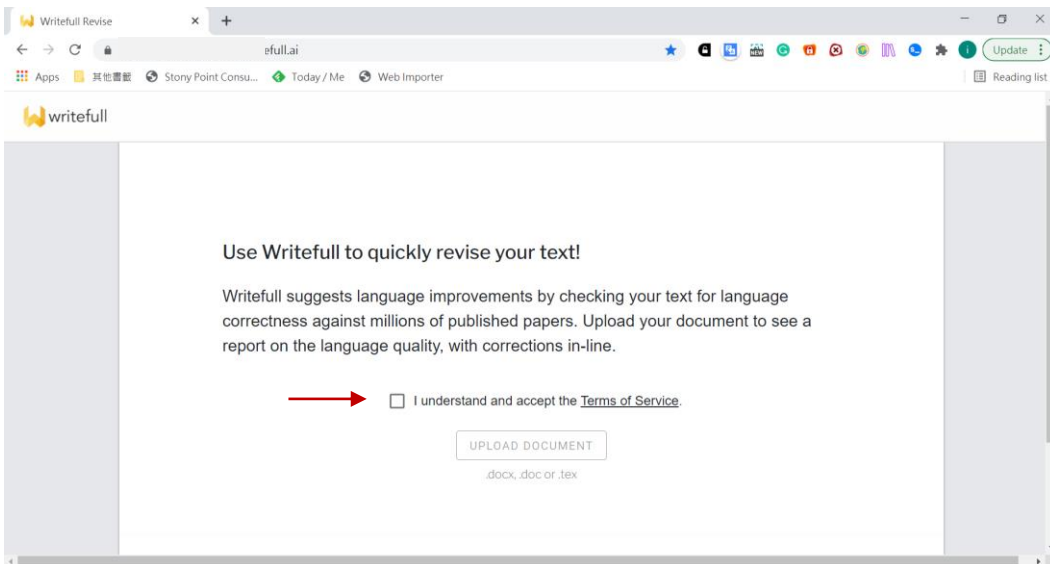 Writefull Revise
efull.ai
Update
Apps
其他書籤
Stony Point Consu...
Today / Me
Web Importer
Reading list
writefull
Use Writefull to quickly revise your text!
Writefull suggests language improvements by checking your text for language
correctness against millions of published papers. Upload your document to see a
report on the language quality, with corrections in-line.
I understand and accept the Terms of Service.
UPLOAD DOCUMENT
.docx, .doc or .tex